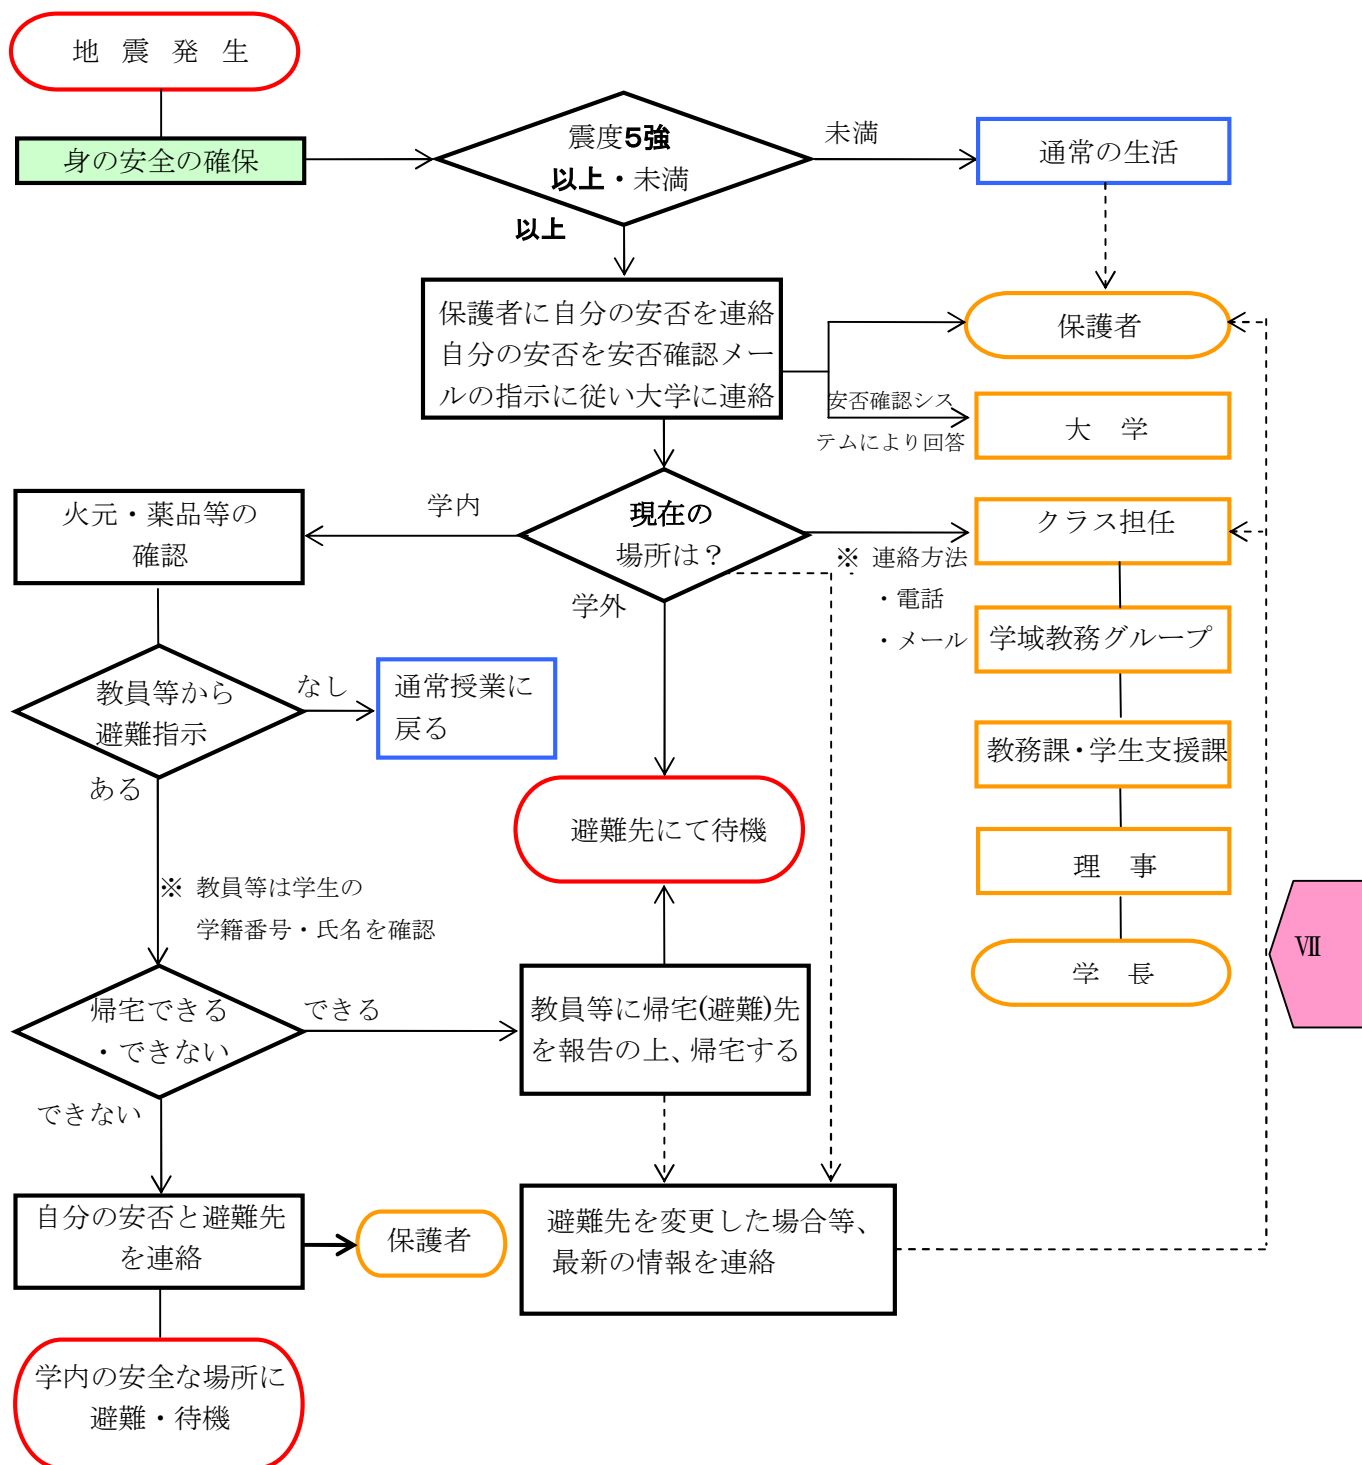 地 震 発 生
身の安全の確保
震度5強
以上・未満
未満
通常の生活
以上
保護者に自分の安否を連絡
自分の安否を安否確認メー
ルの指示に従い大学に連絡
保護者
安否確認シス
テムにより回答
大 学
火元・薬品等の
確認
学内
現在の
場所は？
学外
※ 連絡方法
・電話
・メール
クラス担任
学域教務グループ
教務課・学生支援課
理 事
学 長
教員等から
避難指示
なし
通常授業に
戻る
ある
避難先にて待機
※ 教員等は学生の
学籍番号・氏名を確認
Ⅶ
帰宅できる
・できない
できる
教員等に帰宅(避難)先
を報告の上、帰宅する
できない
自分の安否と避難先
を連絡
保護者
避難先を変更した場合等、
最新の情報を連絡
学内の安全な場所に
避難・待機